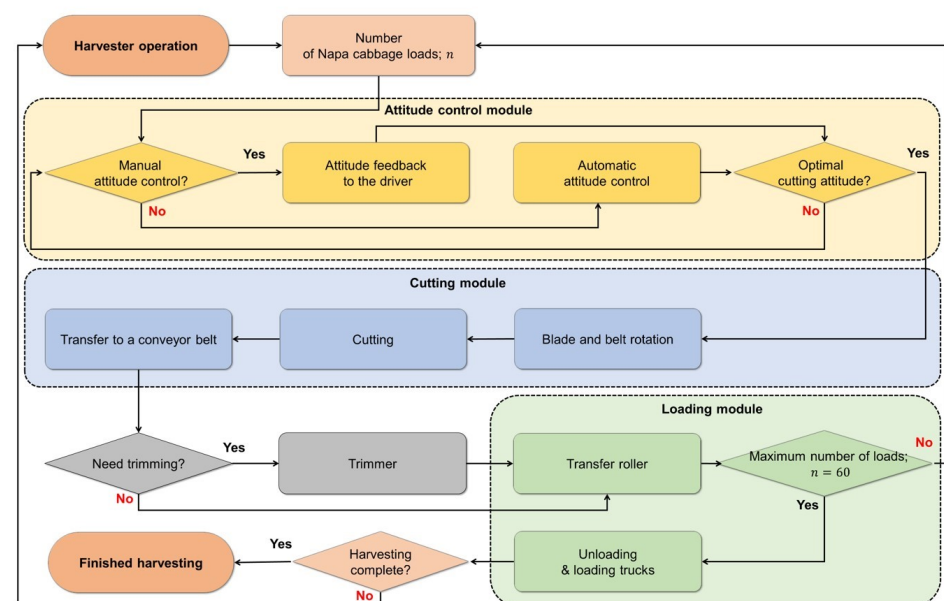 Harvester operation
Number
of Napa cabbage loads; n
Attitude control module
Manual
attitude control?
Yes
No
Attitude feedback
to the driver
Automatic
attitude control
Optimal
cutting attitude?
Yes
No
Cutting module
Transfer to a conveyor belt
Cutting
Blade and belt rotation
Loading module
Need trimming?
Yes
No
Trimmer
Transfer roller
Maximum number of loads;
n = 60
No
Yes
Finished harvesting
Yes
Harvesting
complete?
No
Unloading
& loading trucks